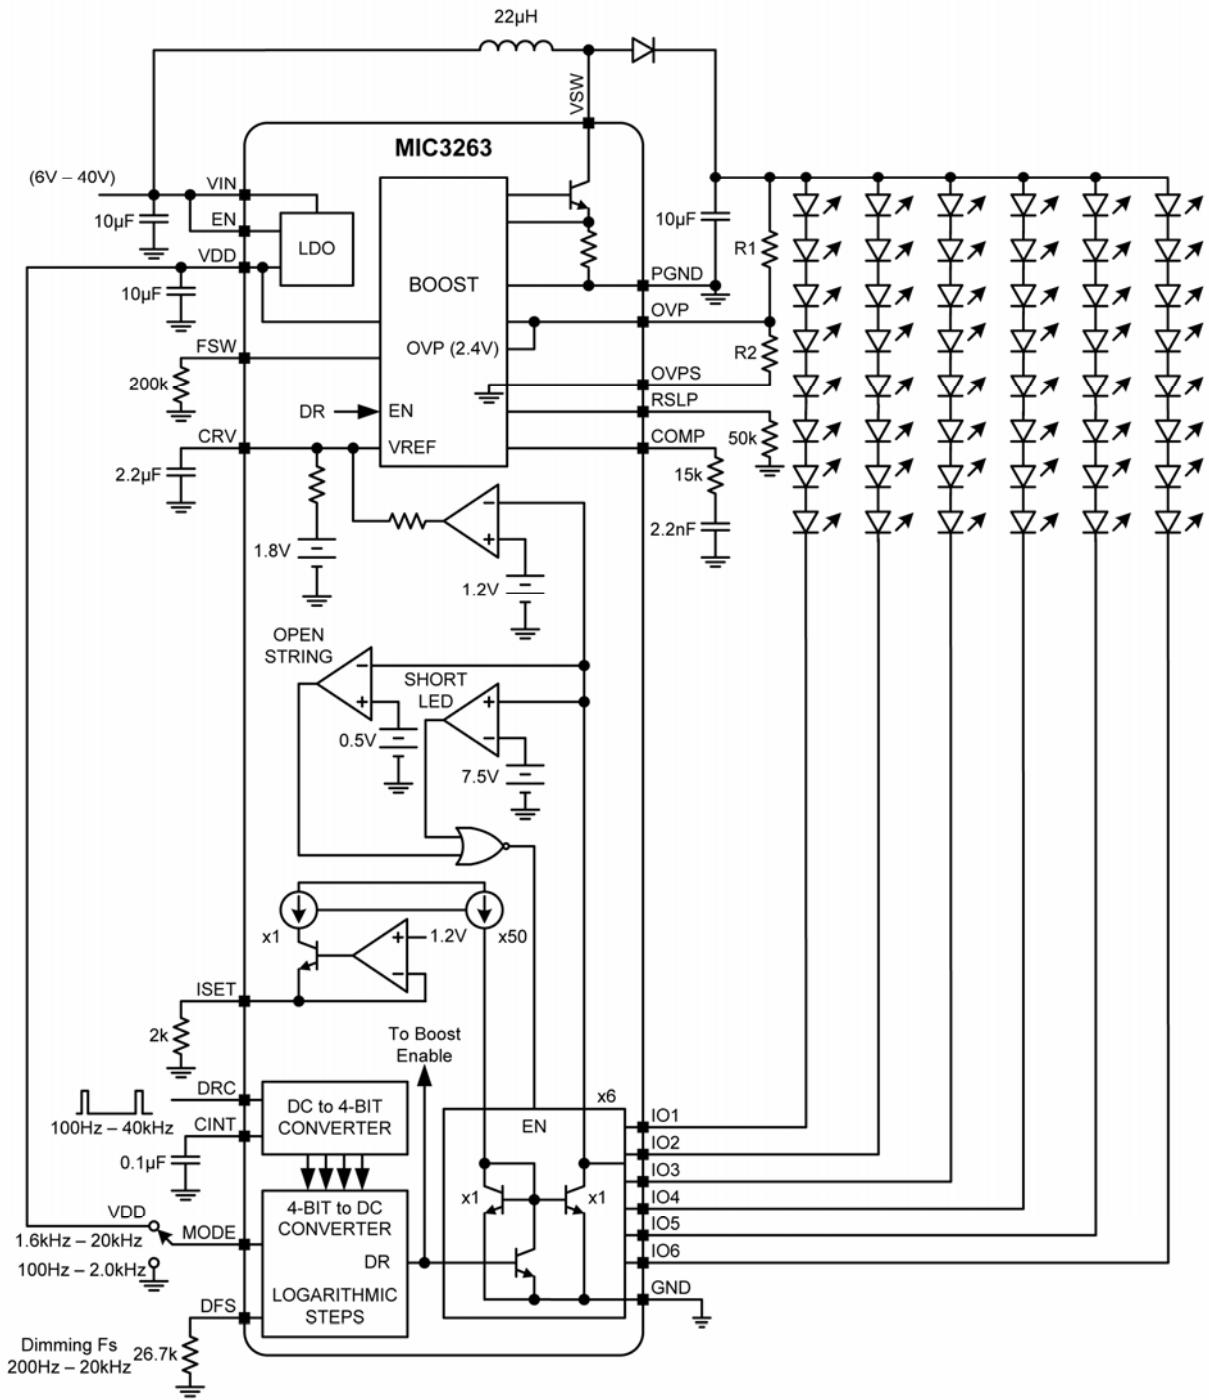 22µH
VSW
MIC3263
(6V – 40V)
VIN
10µF
EN
LDO
VDD
10µF
BOOST
10µF
R1
PGND
OVP
OVP (2.4V)
R2
FSW
200k
OVPS
RSLP
DR
EN
CRV
VREF
COMP
50k
2.2µF
15k
1.8V
2.2nF
1.2V
OPEN
STRING
SHORT
LED
0.5V
7.5V
x1
1.2V
x50
ISET
2k
To Boost
Enable
DRC
100Hz – 40kHz
DC to 4-BIT
CONVERTER
CINT
0.1µF
x6
EN
IO1
IO2
IO3
IO4
IO5
IO6
x1
x1
VDD
1.6kHz – 20kHz
MODE
100Hz – 2.0kHz
4-BIT to DC
CONVERTER
DR
LOGARITHMIC
STEPS
GND
DFS
Dimming Fs
200Hz – 20kHz
26.7k